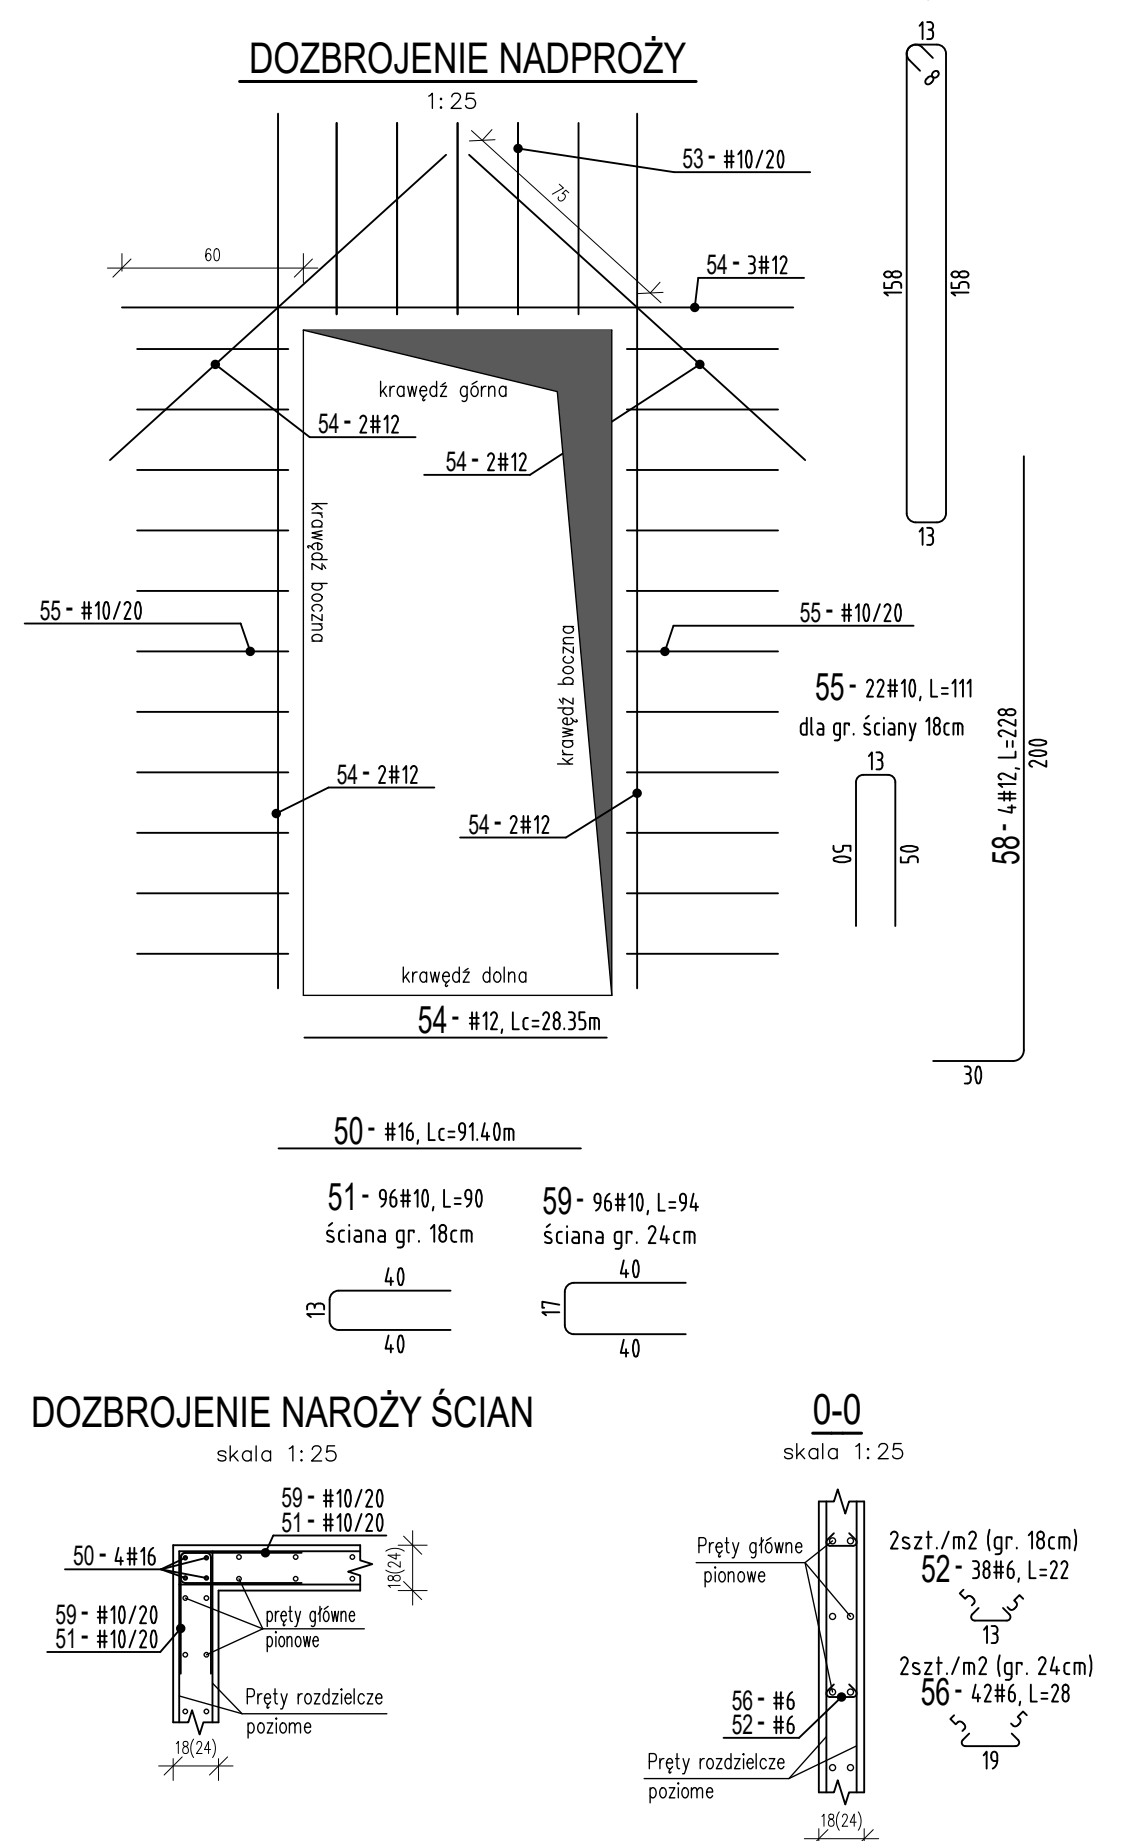 DOZBROJENIE NADPROŻY
1:25
13
8
158
158
13
53 - #10/20
75
60
54 - 3#12
krawędź górna
54 - 2#12
54 - 2#12
krawędź boczna
krawędź boczna
55 - #10/20
55 - #10/20
54 - 2#12
54 - 2#12
krawędź dolna
54 - #12, Lc=28.35m
55 - 22#10, L=111
dla gr. ściany 18cm
13
50
50
58 - 4#12, L=228
200
30
50 - #16, Lc=91.40m
51 - 96#10, L=90
ściana gr. 18cm
40
13
40
59 - 96#10, L=94
ściana gr. 24cm
40
17
40
DOZBROJENIE NAROŻY ŚCIAN
skala 1:25
59 - #10/20
51 - #10/20
50 - 4#16
18(24)
59 - #10/20
51 - #10/20
pręty główne
pionowe
Pręty rozdzielcze
poziome
18(24)
0-0
skala 1:25
Pręty główne
pionowe
56 - #6
52 - #6
Pręty rozdzielcze
poziome
18(24)
2szt./m2 (gr. 18cm)
52 - 38#6, L=22
5
5
13
2szt./m2 (gr. 24cm)
56 - 42#6, L=28
5
5
19